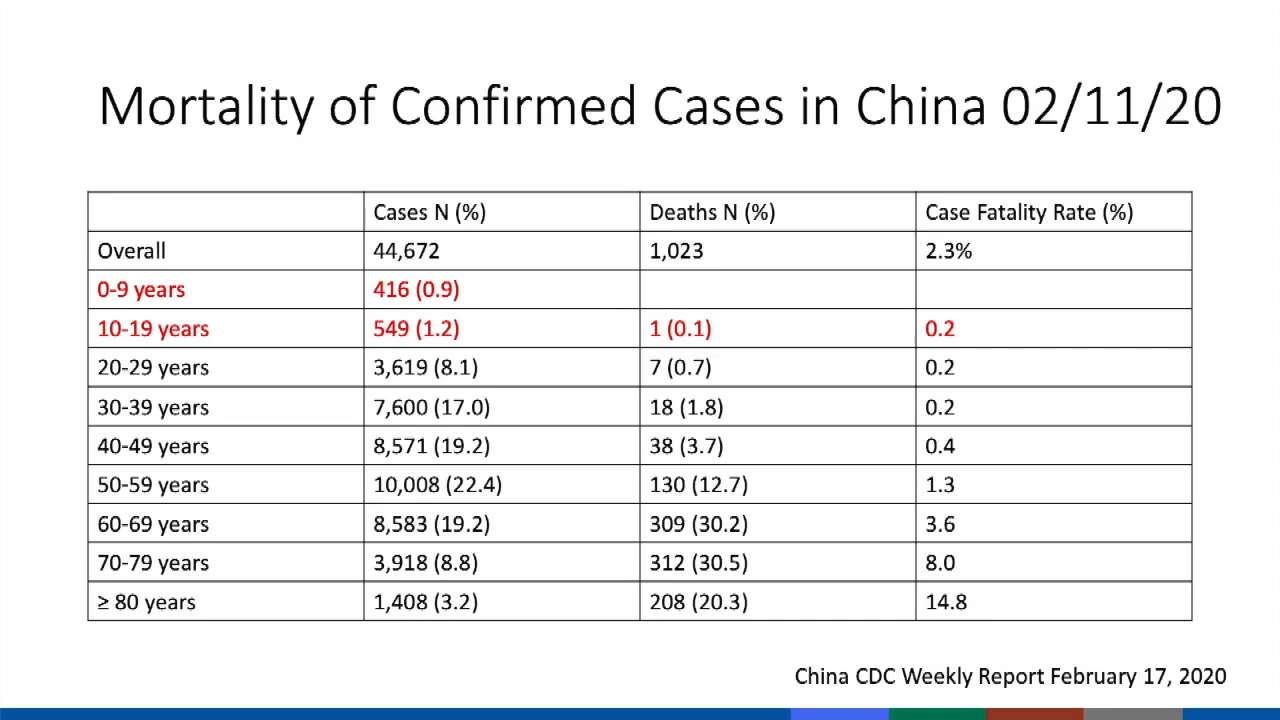 Mortality of Confirmed Cases in China 02/11/20
Cases N (%) Deaths N (%) Case Fatality Rate (%)
Overall 44,672 1,023 2.3%
0-9 years 416 (0.9)
10-19 years 549 (1.2) 1 (0.1) 0.2
20-29 years 3,619 (8.1) 7 (0.7) 0.2
30-39 years 7,600 (17.0) 18 (1.8) 0.2
40-49 years 8,571 (19.2) 38 (3.7) 0.4
50-59 years 10,008 (22.4) 130 (12.7) 1.3
60-69 years 8,583 (19.2) 309 (30.2) 3.6
70-79 years 3,918 (8.8) 312 (30.5) 8.0
≥ 80 years 1,408 (3.2) 208 (20.3) 14.8
China CDC Weekly Report February 17, 2020